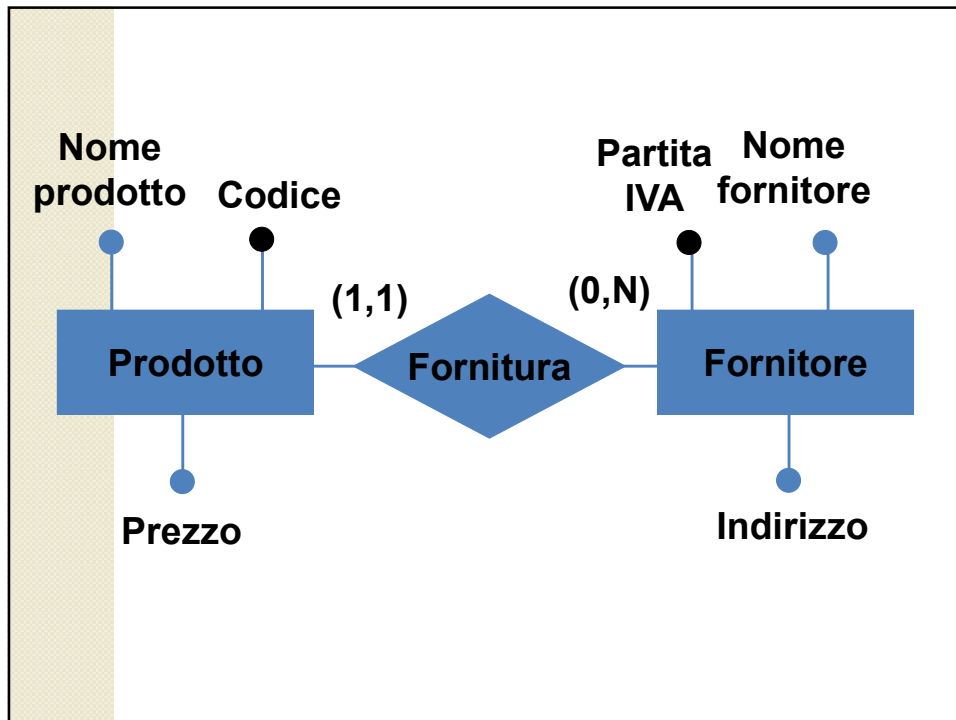 Nome
prodotto
Codice
Partita
IVA
Nome
fornitore
(1,1)
(0,N)
Prodotto
Fornitura
Fornitore
Prezzo
Indirizzo